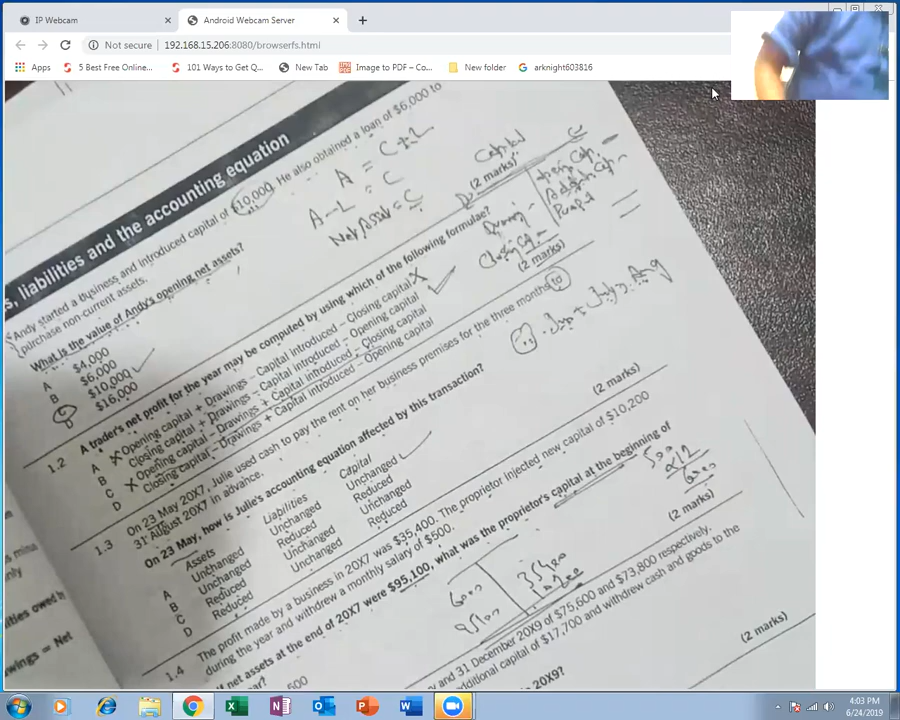 IP Webcam
Android Webcam Server
Not secure 192.168.15.206:8080/browserfs.html
Apps 5 Best Free Online... 101 Ways to Get Q... New Tab Image to PDF – Co... New folder arknight603816
s, liabilities and the accounting equation
Andy started a business and introduced capital of $10,000. He also obtained a loan of $6,000 to
purchase non-current assets.
What is the value of Andy's opening net assets?
A $4,000
B $6,000
$10,000
D $16,000
A = C+L
A-L = C
Net Asset = C
Capital
(2 marks)
1.2 A trader's net profit for the year may be computed by using which of the following formulae?
A Opening capital + Drawings – Capital introduced – Closing capital
B Closing capital + Drawings – Capital introduced – Opening capital
C Opening capital – Drawings + Capital introduced – Closing capital
D Closing capital – Drawings + Capital introduced – Opening capital
(2 marks)
1.3 On 23 May 20X7, Julie used cash to pay the rent on her business premises for the three months to
31 August 20X7 in advance.
On 23 May, how is Julie's accounting equation affected by this transaction?
Assets Liabilities Capital
A Unchanged Unchanged Unchanged
B Unchanged Reduced Reduced
C Reduced Unchanged Unchanged
D Reduced Unchanged Reduced
(2 marks)
1.4 The profit made by a business in 20X7 was $35,400. The proprietor injected new capital of $10,200
during the year and withdrew a monthly salary of $500.
If net assets at the end of 20X7 were $95,100, what was the proprietor's capital at the beginning of
year?
(2 marks)
500
6000
y and 31 December 20X9 of $75,600 and $73,800 respectively.
additional capital of $17,700 and withdrew cash and goods to the
20X9?
(2 marks)
wings = Net
4:03 PM
6/24/2019